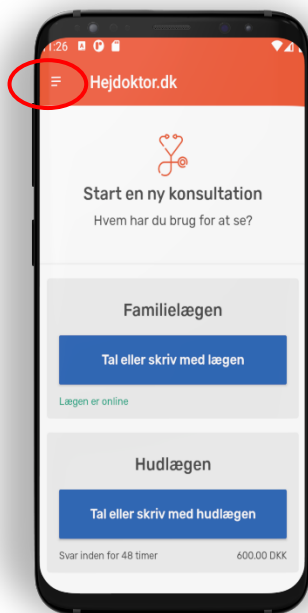 1:26
Hejdoktor.dk
Start en ny konsultation
Hvem har du brug for at se?
Familielægen
Tal eller skriv med lægen
Lægen er online
Hudlægen
Tal eller skriv med hudlægen
Svar inden for 48 timer 600.00 DKK